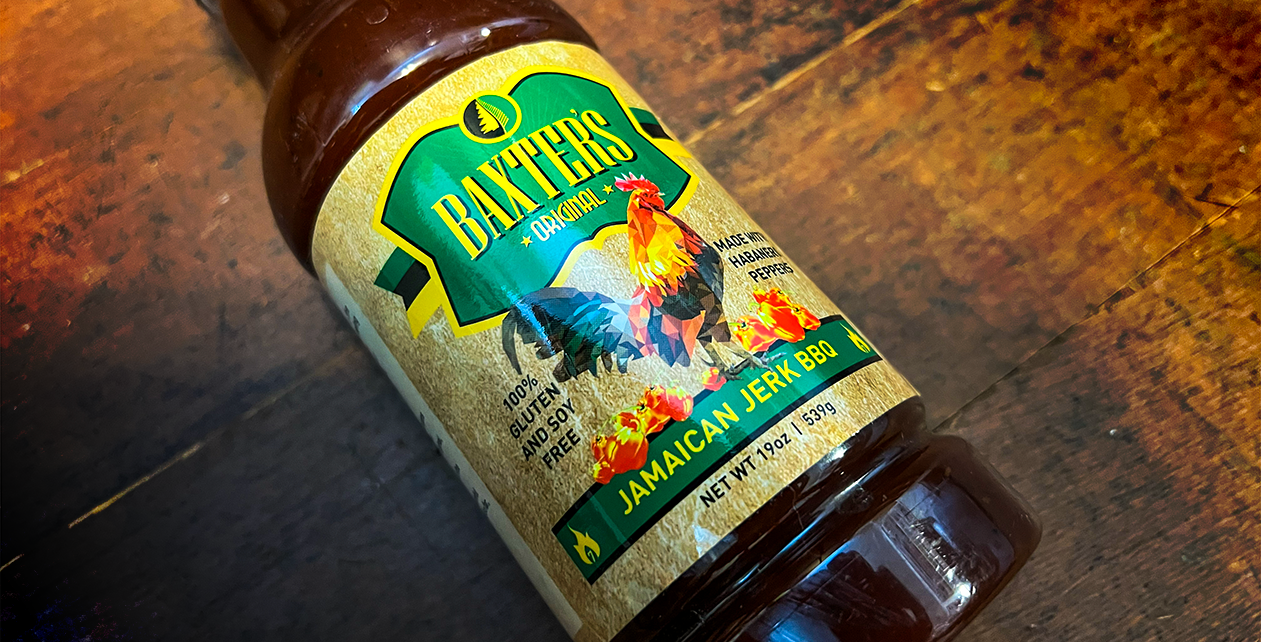 BAXTER'S
ORIGINAL
MADE WITH
HABANERO
PEPPERS
100%
GLUTEN
AND SOY
FREE
JAMAICAN JERK BBQ
NET WT 19oz | 539g